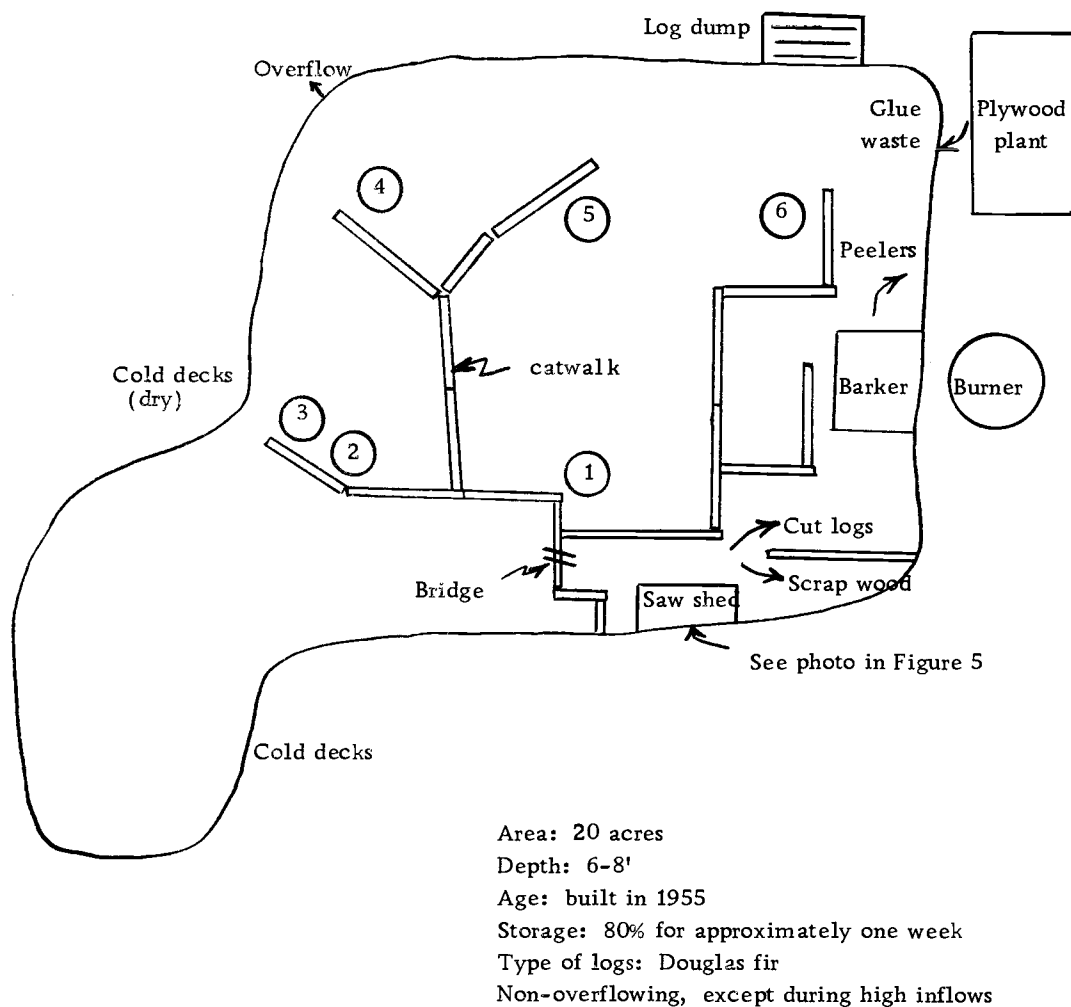 Log dump
Overflow
Glue
waste
Plywood
plant
4
5
6
Peelers
Cold decks
(dry)
catwalk
Barker
Burner
3
2
1
Cut logs
Bridge
Scrap wood
Saw shed
See photo in Figure 5
Cold decks
Area: 20 acres
Depth: 6-8'
Age: built in 1955
Storage: 80% for approximately one week
Type of logs: Douglas fir
Non-overflowing, except during high inflows